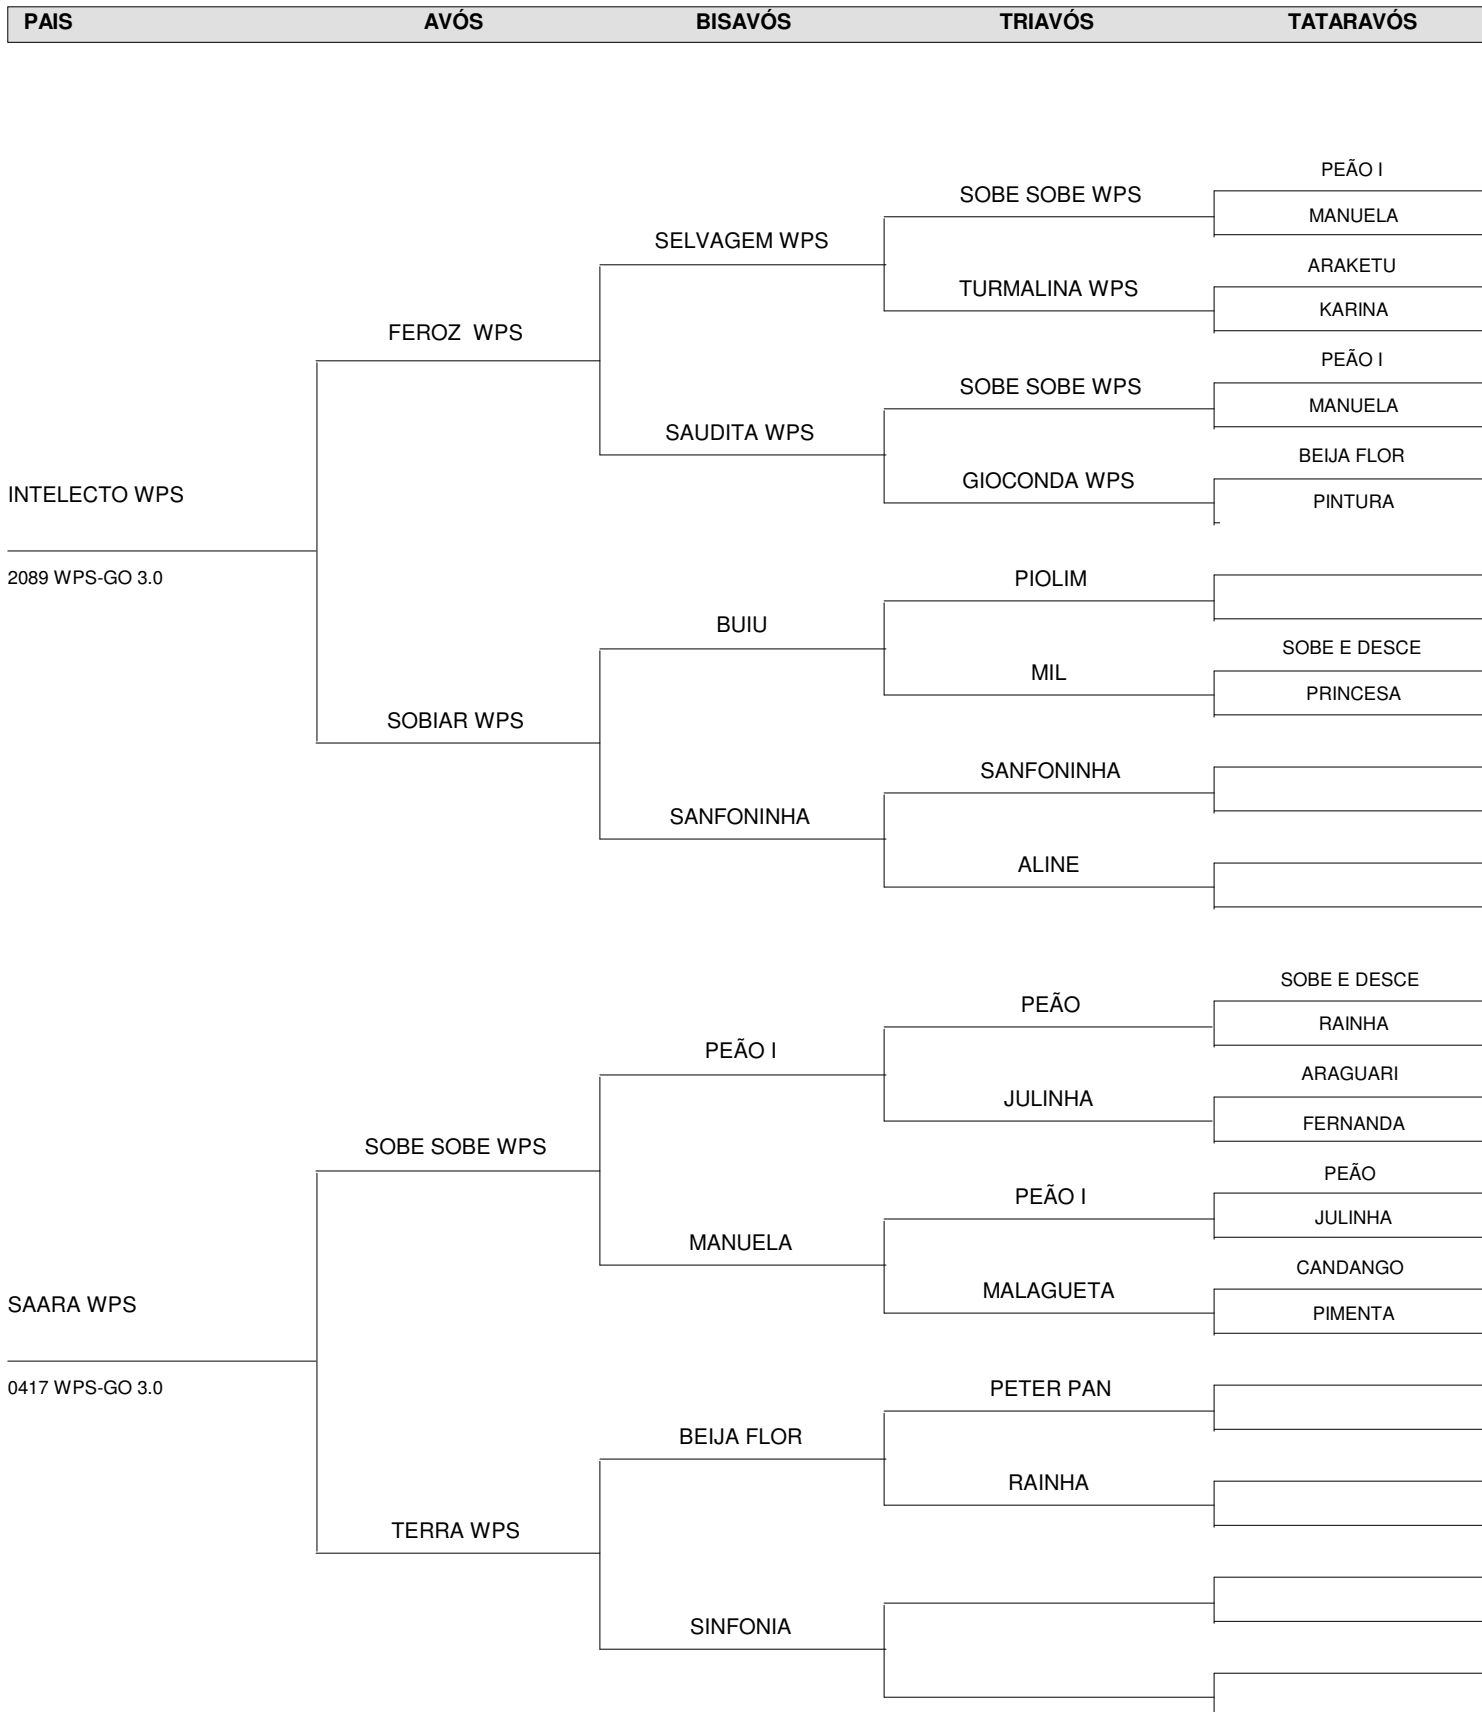 PAIS AVÓS BISAVÓS TRIAVÓS TATARAVÓS
PEÃO I
SOBE SOBE WPS
MANUELA
SELVAGEM WPS
ARAKETU
TURMALINA WPS
KARINA
FEROZ  WPS
PEÃO I
SOBE SOBE WPS
MANUELA
SAUDITA WPS
BEIJA FLOR
GIOCONDA WPS
INTELECTO WPS
PINTURA
2089 WPS-GO 3.0
PIOLIM
BUIU
SOBE E DESCE
MIL
PRINCESA
SOBIAR WPS
SANFONINHA
SANFONINHA
ALINE
SOBE E DESCE
PEÃO
RAINHA
PEÃO I
ARAGUARI
JULINHA
FERNANDA
SOBE SOBE WPS
PEÃO
PEÃO I
JULINHA
MANUELA
CANDANGO
MALAGUETA
SAARA WPS
PIMENTA
0417 WPS-GO 3.0
PETER PAN
BEIJA FLOR
RAINHA
TERRA WPS
SINFONIA